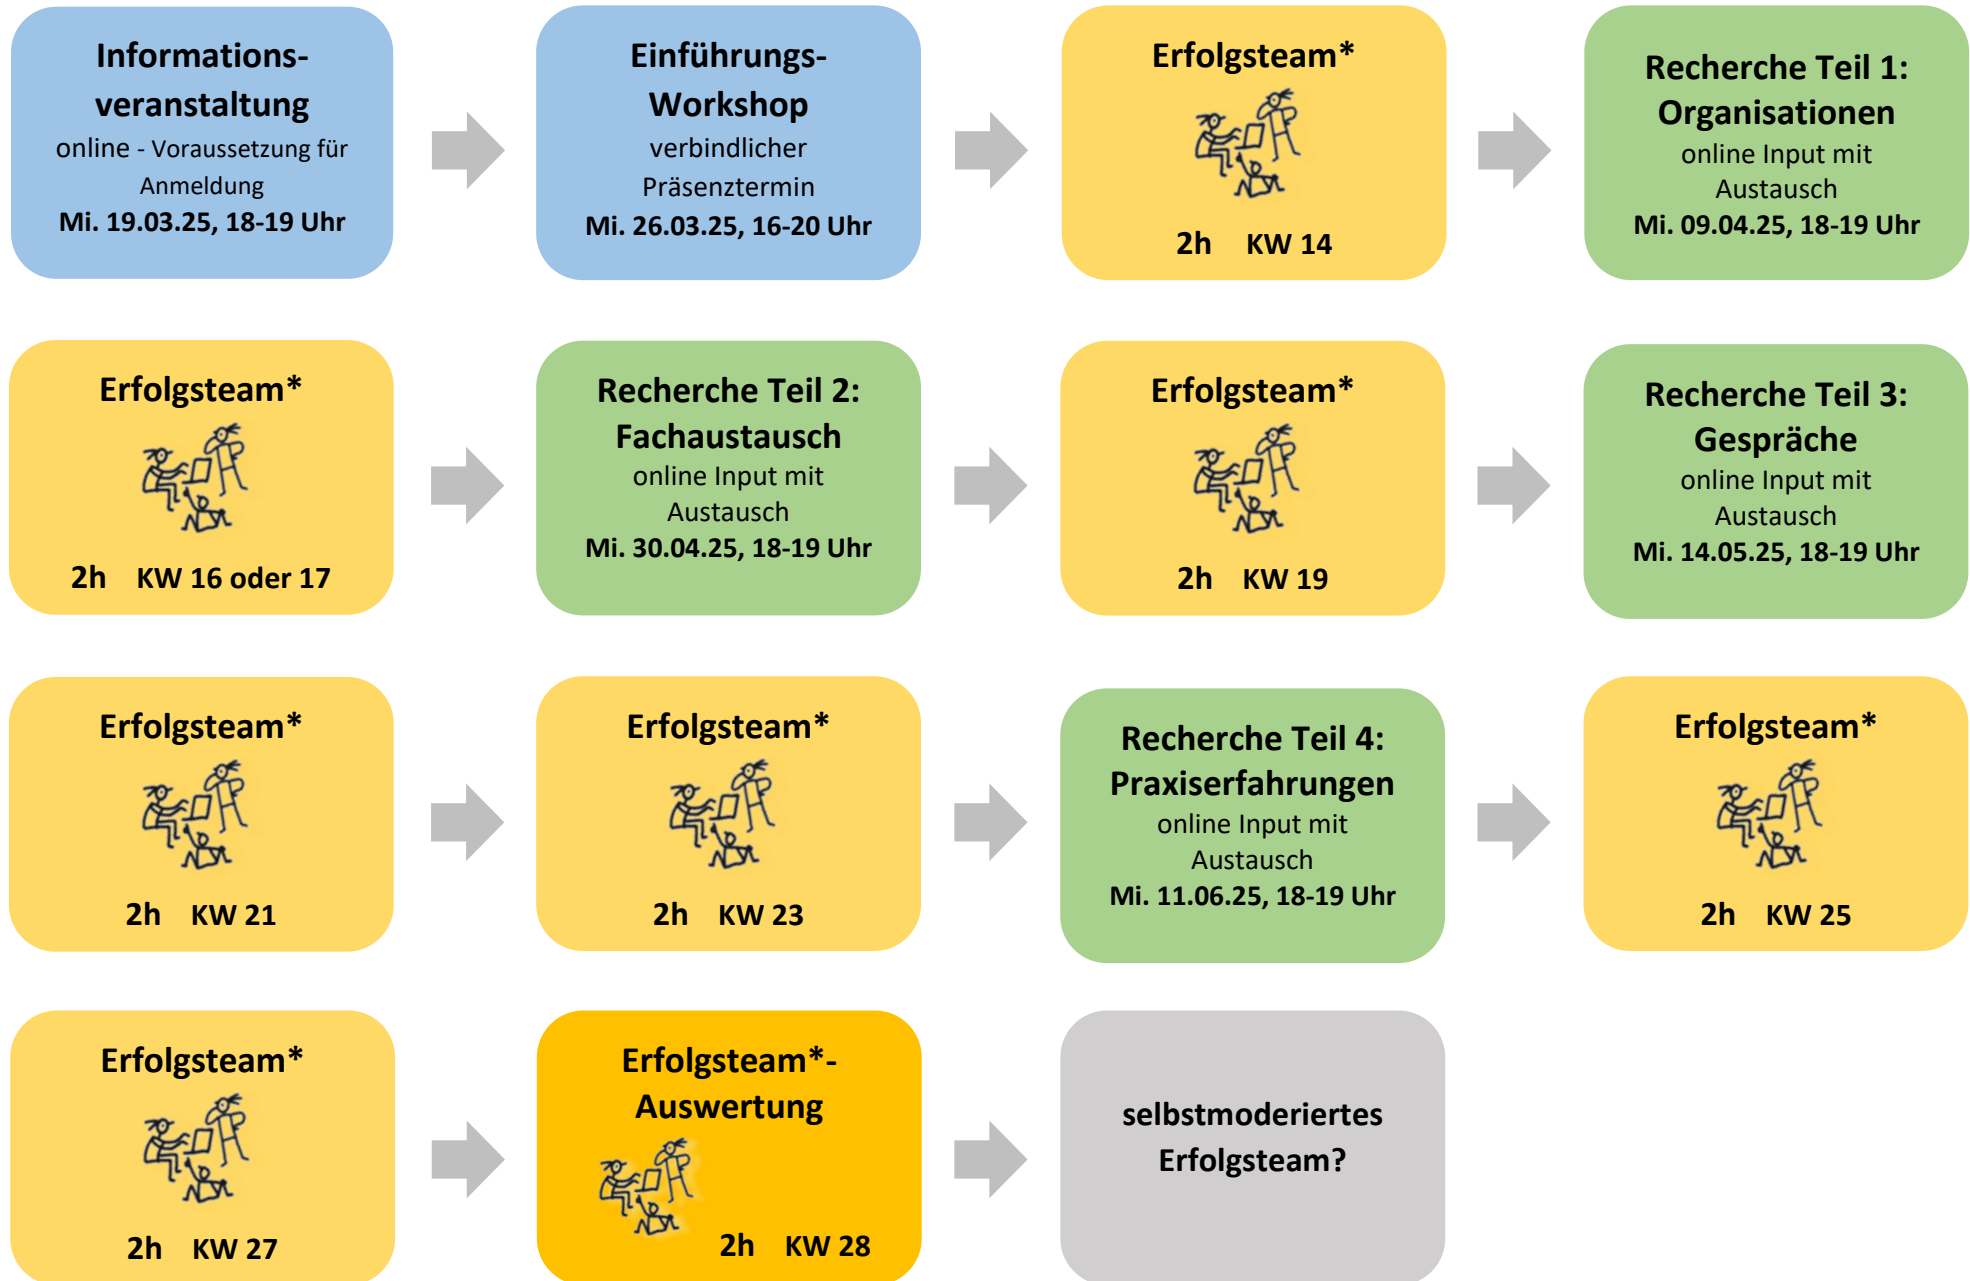 Informations-
veranstaltung
online - Voraussetzung für
Anmeldung
Mi. 19.03.25, 18-19 Uhr
Einführungs-
Workshop
verbindlicher
Präsenztermin
Mi. 26.03.25, 16-20 Uhr
Erfolgsteam*
2h KW 14
Recherche Teil 1:
Organisationen
online Input mit
Austausch
Mi. 09.04.25, 18-19 Uhr
Erfolgsteam*
2h KW 16 oder 17
Recherche Teil 2:
Fachaustausch
online Input mit
Austausch
Mi. 30.04.25, 18-19 Uhr
Erfolgsteam*
2h KW 19
Recherche Teil 3:
Gespräche
online Input mit
Austausch
Mi. 14.05.25, 18-19 Uhr
Erfolgsteam*
2h KW 21
Erfolgsteam*
2h KW 23
Recherche Teil 4:
Praxiserfahrungen
online Input mit
Austausch
Mi. 11.06.25, 18-19 Uhr
Erfolgsteam*
2h KW 25
Erfolgsteam*
2h KW 27
Erfolgsteam*-
Auswertung
2h KW 28
selbstmoderiertes
Erfolgsteam?